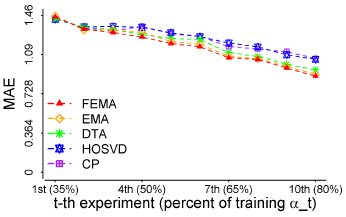 1.46
1.09
0.728
0.364
0
MAE
FEMA
EMA
DTA
HOSVD
CP
1st (35%) 4th (50%) 7th (65%) 10th (80%)
t-th experiment (percent of training α_t)